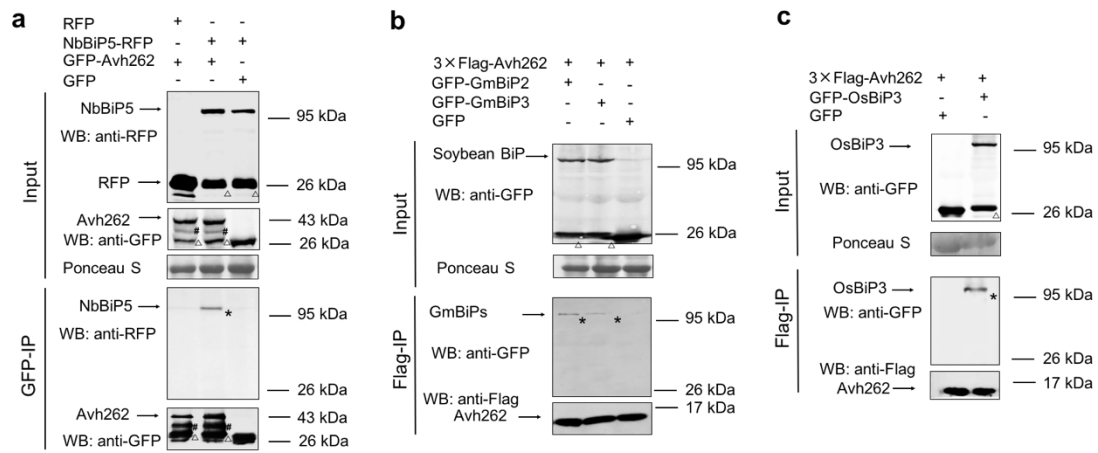 a
RFP + - -
NbBiP5-RFP - + +
GFP-Avh262 + + -
GFP - - +
Input
NbBiP5
95 kDa
WB: anti-RFP
RFP
26 kDa
△ △
Avh262
43 kDa
# #
WB: anti-GFP
△ △
26 kDa
Ponceau S
GFP-IP
NbBiP5
*
95 kDa
WB: anti-RFP
26 kDa
Avh262
43 kDa
# #
WB: anti-GFP
△ △
26 kDa
b
3×Flag-Avh262 + + +
GFP-GmBiP2 + - -
GFP-GmBiP3 - + -
GFP - - +
Input
Soybean BiP
95 kDa
WB: anti-GFP
26 kDa
△ △
Ponceau S
Flag-IP
GmBiPs
* *
95 kDa
WB: anti-GFP
26 kDa
WB: anti-Flag
17 kDa
Avh262
c
3×Flag-Avh262 + +
GFP-OsBiP3 - +
GFP + -
Input
OsBiP3
95 kDa
WB: anti-GFP
26 kDa
△
Ponceau S
Flag-IP
OsBiP3
*
95 kDa
WB: anti-GFP
26 kDa
WB: anti-Flag
17 kDa
Avh262